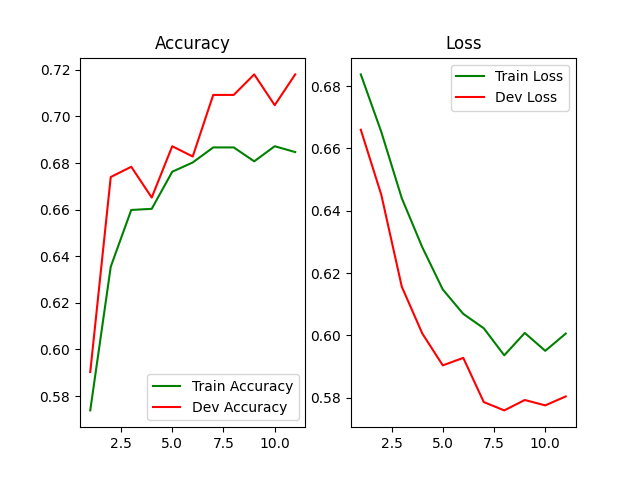 Accuracy
0.72
0.70
0.68
0.66
0.64
0.62
0.60
0.58
2.5 5.0 7.5 10.0
Train Accuracy
Dev Accuracy
Loss
0.68
0.66
0.64
0.62
0.60
0.58
2.5 5.0 7.5 10.0
Train Loss
Dev Loss